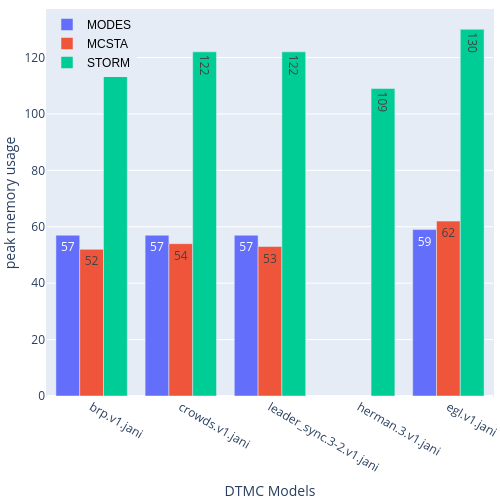 MODES
MCSTA
STORM
peak memory usage
120
100
80
60
40
20
0
57
52
57
54
122
57
53
122
109
59
62
130
brp.v1.jani
crowds.v1.jani
leader_sync.3-2.v1.jani
herman.3.v1.jani
egl.v1.jani
DTMC Models